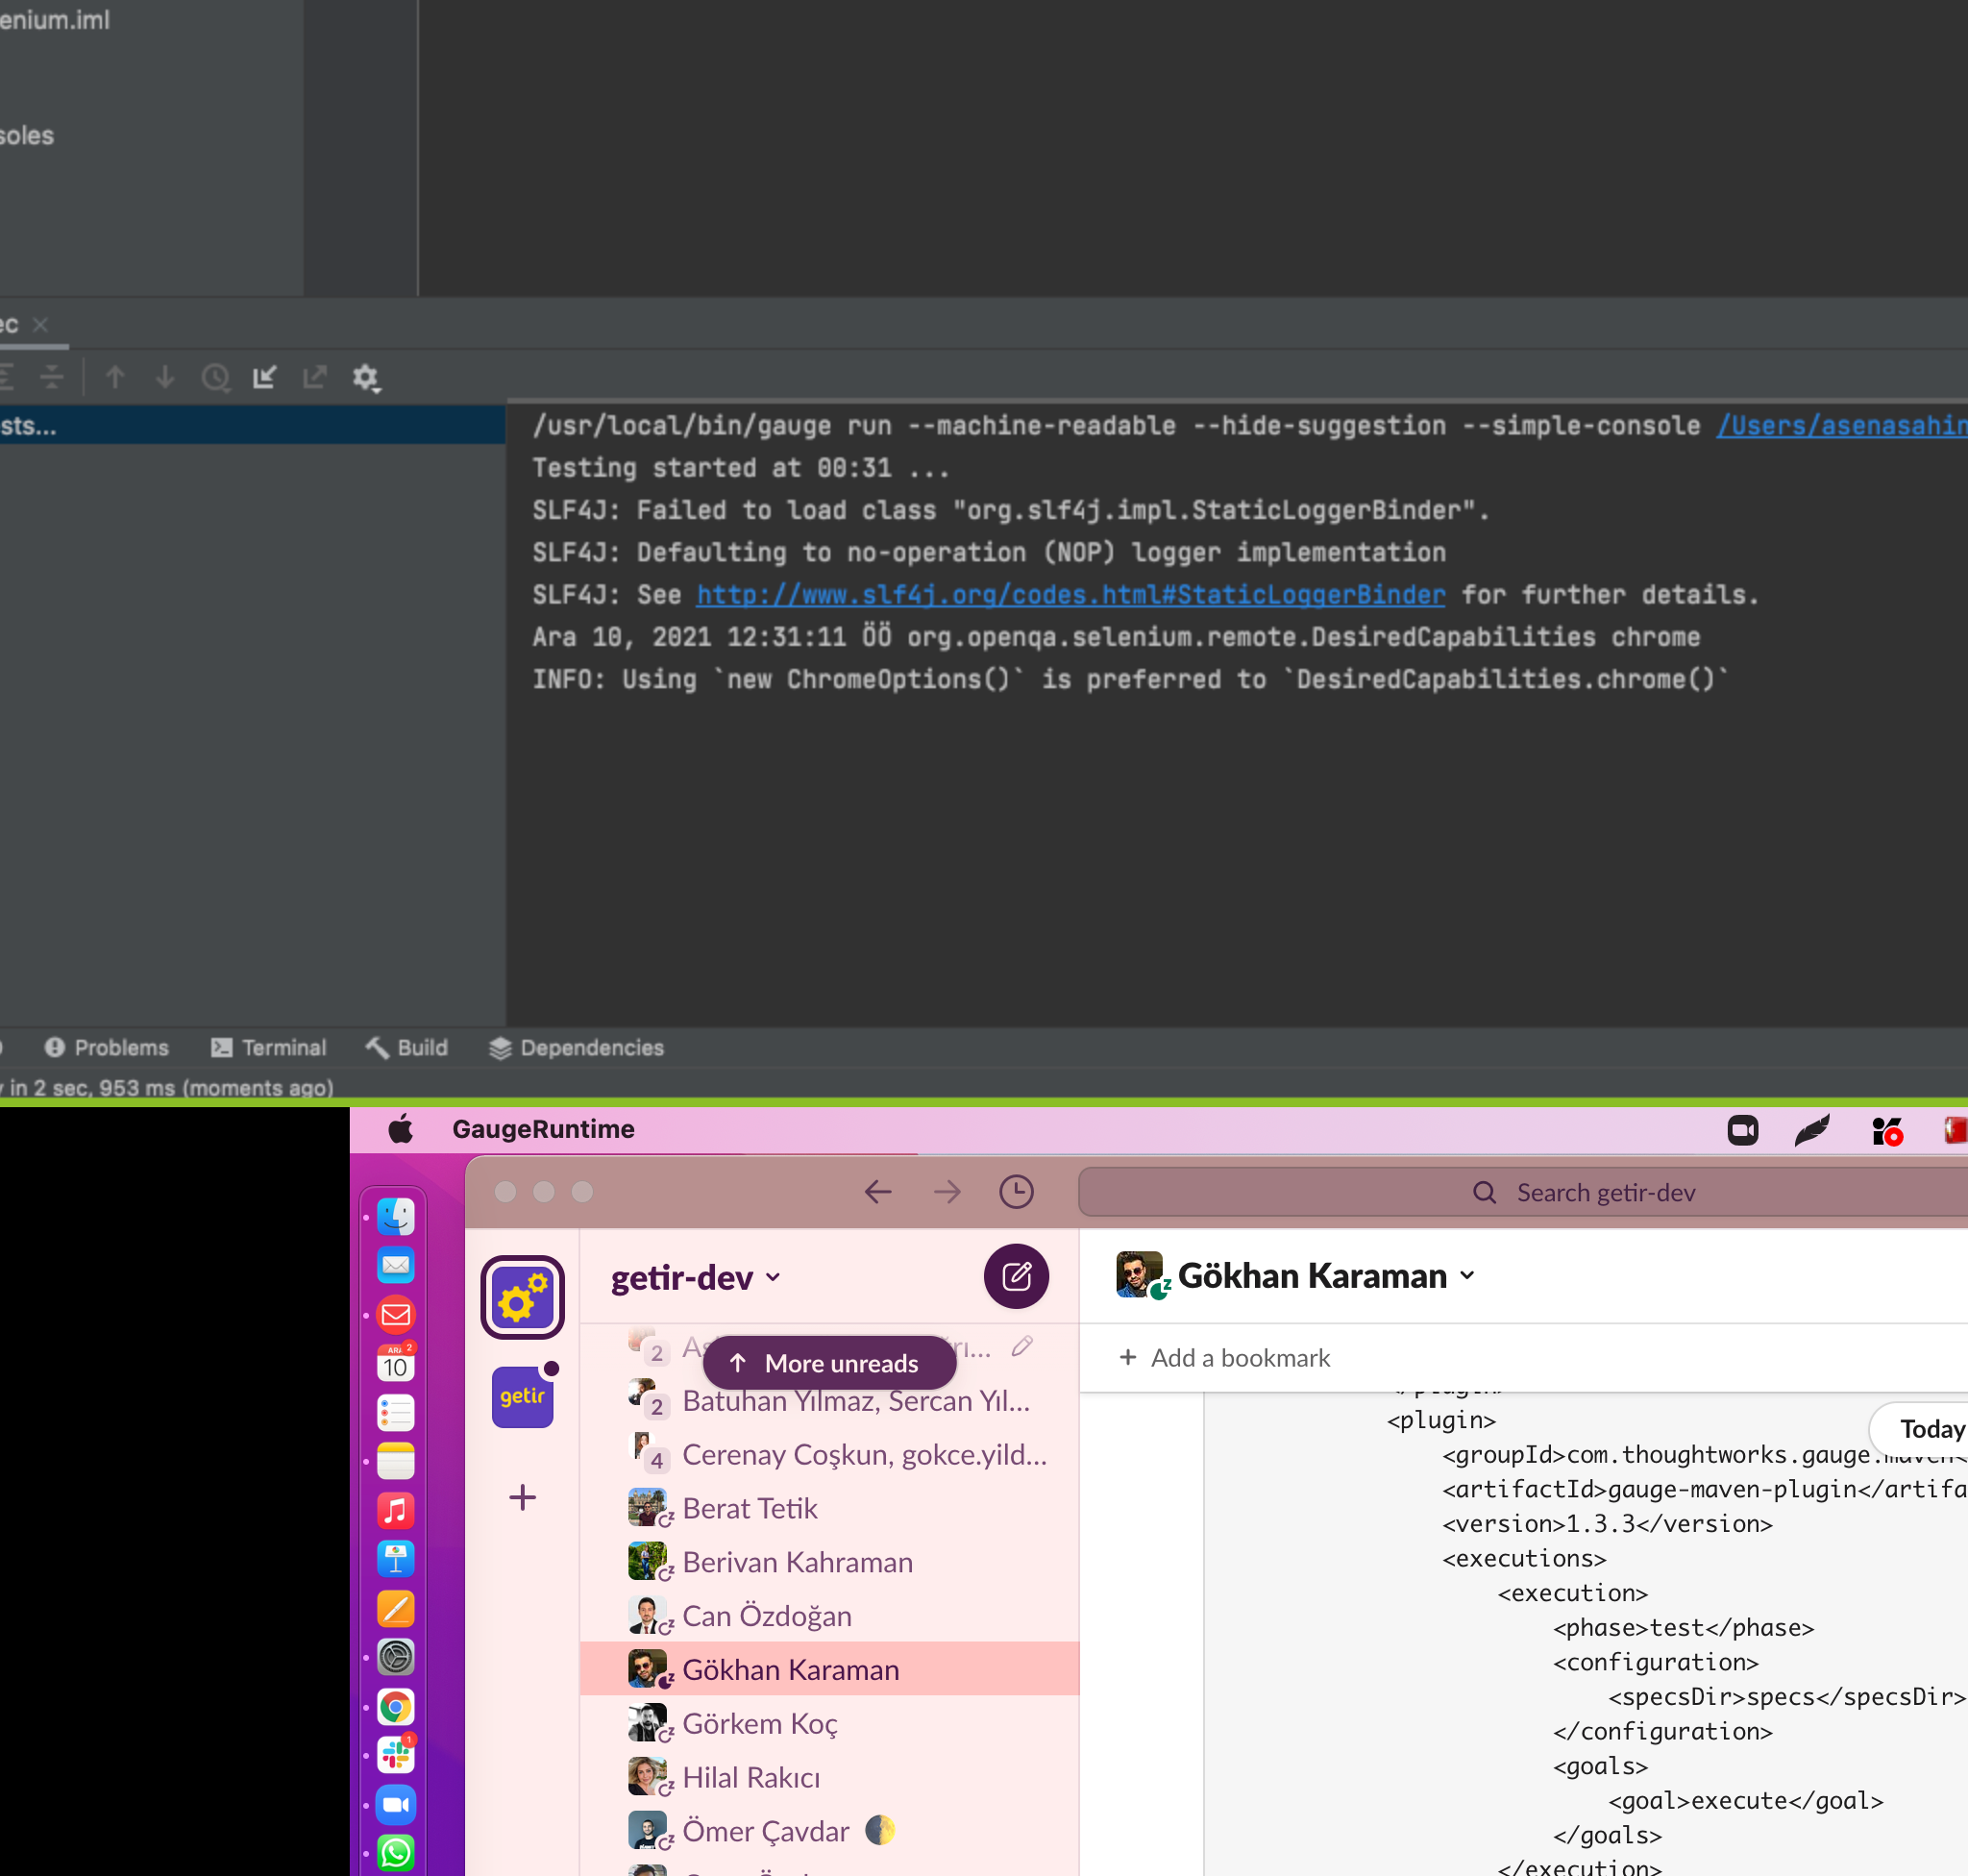 enium.iml
soles
ec
sts...
/usr/local/bin/gauge run --machine-readable --hide-suggestion --simple-console /Users/asenasahin
Testing started at 00:31 ...
SLF4J: Failed to load class "org.slf4j.impl.StaticLoggerBinder".
SLF4J: Defaulting to no-operation (NOP) logger implementation
SLF4J: See http://www.slf4j.org/codes.html#StaticLoggerBinder for further details.
Ara 10, 2021 12:31:11 ÖÖ org.openqa.selenium.remote.DesiredCapabilities chrome
INFO: Using `new ChromeOptions()` is preferred to `DesiredCapabilities.chrome()`
Problems Terminal Build Dependencies
in 2 sec, 953 ms (moments ago)
GaugeRuntime
Search getir-dev
getir-dev
Gökhan Karaman
More unreads
+ Add a bookmark
2
2 Batuhan Yılmaz, Sercan Yıl...
4 Cerenay Coşkun, gokce.yild...
Berat Tetik
Berivan Kahraman
Can Özdoğan
Gökhan Karaman
Görkem Koç
Hilal Rakıcı
Ömer Çavdar
getir
ARA
10
2
1
Today
<plugin>
<groupId>com.thoughtworks.gauge.maven<
<artifactId>gauge-maven-plugin</artifa
<version>1.3.3</version>
<executions>
<execution>
<phase>test</phase>
<configuration>
<specsDir>specs</specsDir>
</configuration>
<goals>
<goal>execute</goal>
</goals>
</execution>